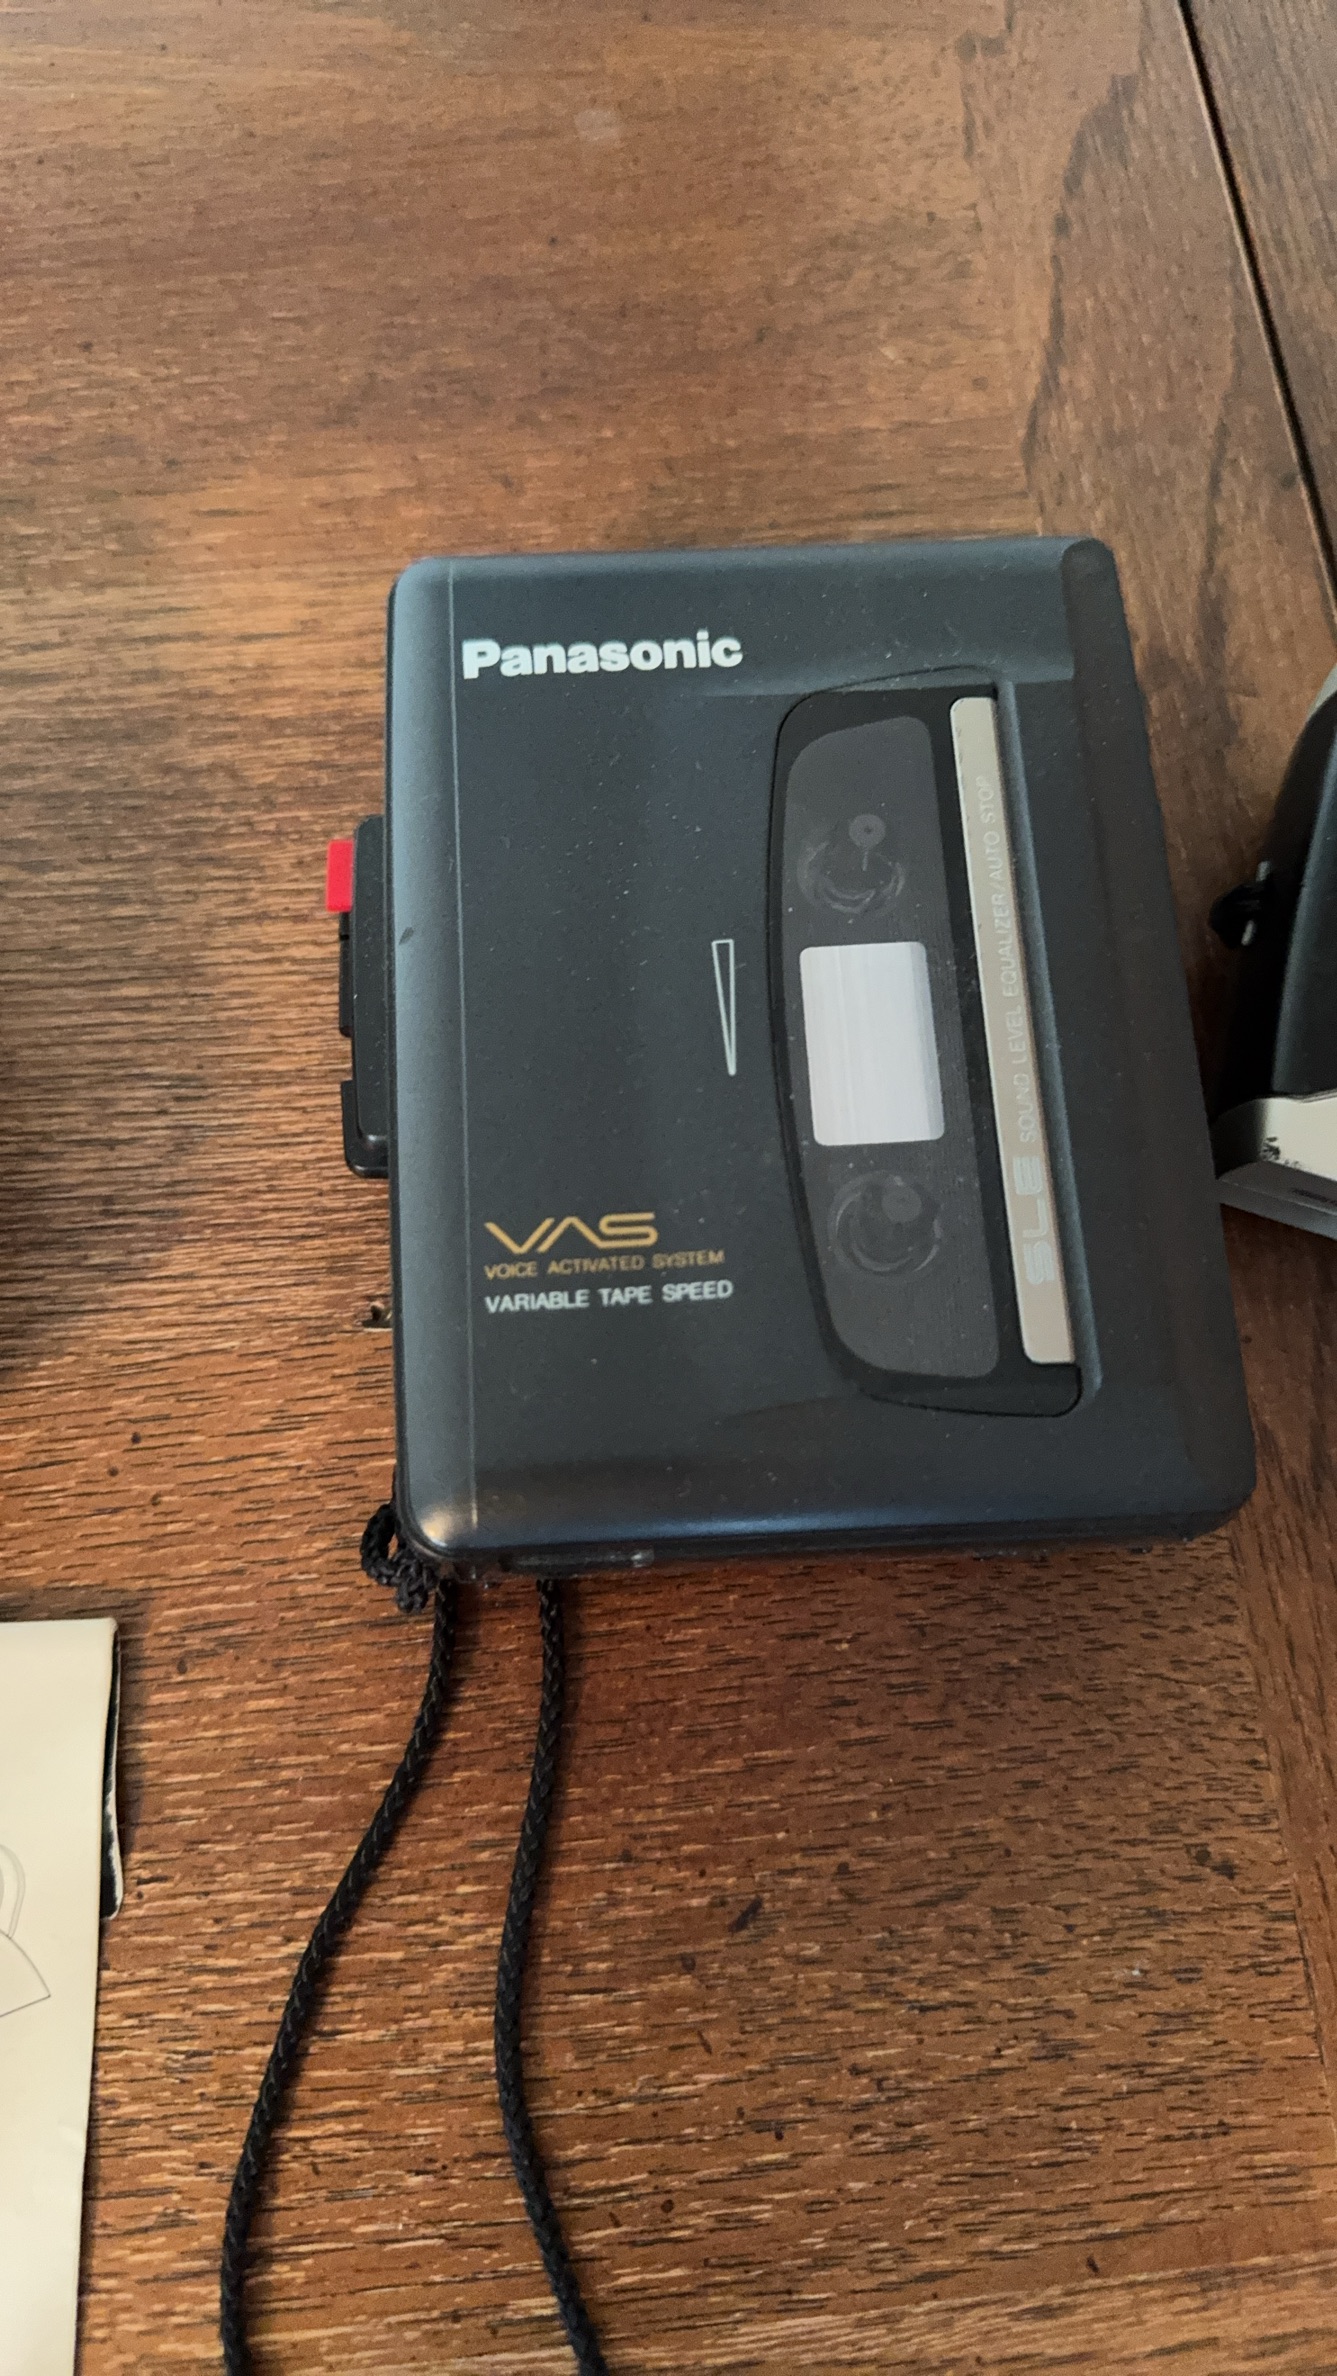 Panasonic
VAS
VOICE ACTIVATED SYSTEM
VARIABLE TAPE SPEED
SLE SOUND LEVEL EQUALIZER/AUTO STOP